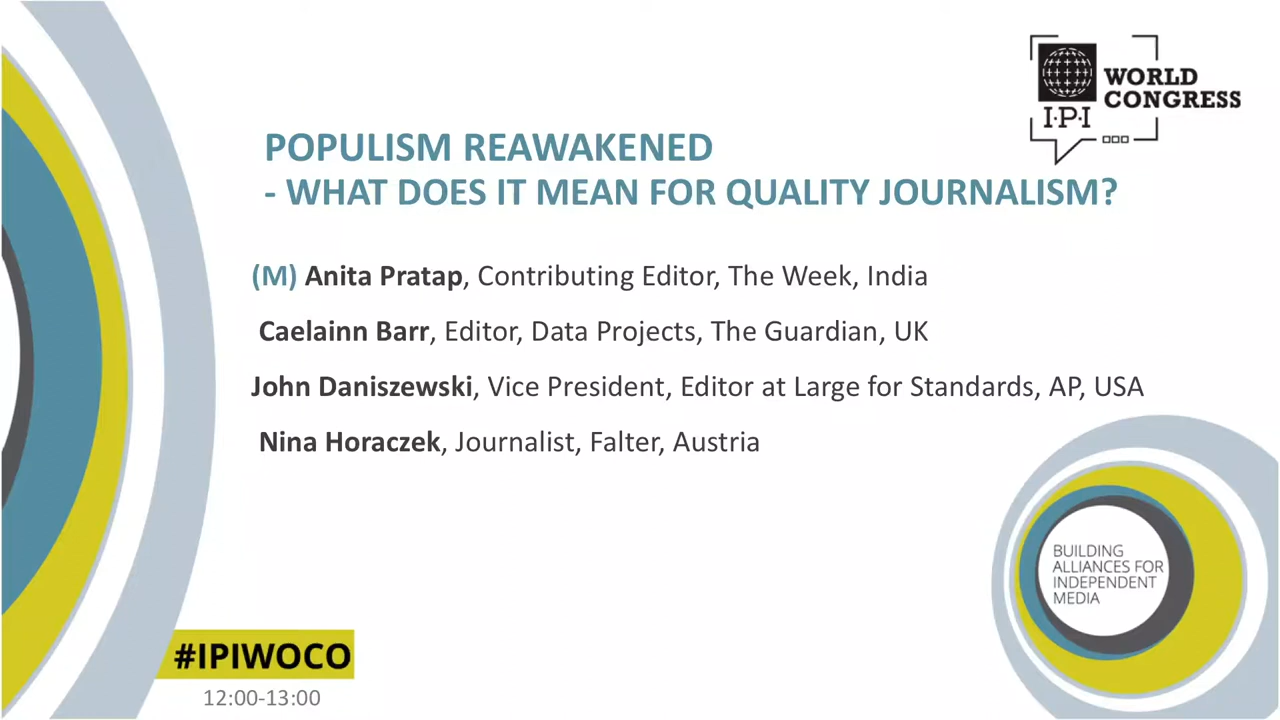 WORLD
CONGRESS
I·P·I
POPULISM REAWAKENED
- WHAT DOES IT MEAN FOR QUALITY JOURNALISM?
(M) Anita Pratap, Contributing Editor, The Week, India
Caelainn Barr, Editor, Data Projects, The Guardian, UK
John Daniszewski, Vice President, Editor at Large for Standards, AP, USA
Nina Horaczek, Journalist, Falter, Austria
BUILDING
ALLIANCES FOR
INDEPENDENT
MEDIA
#IPIWOCO
12:00-13:00